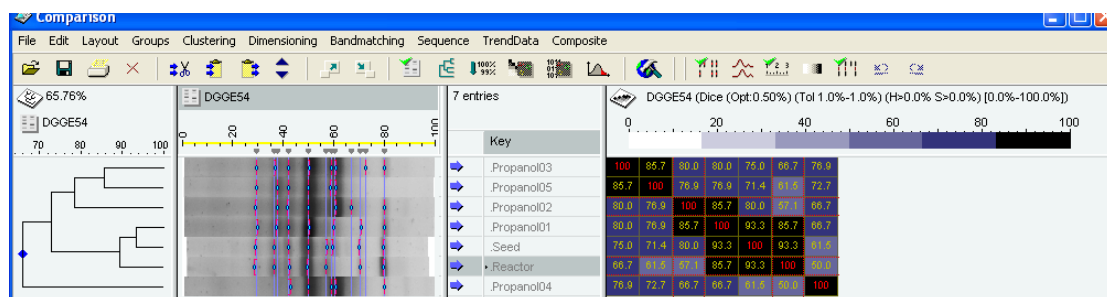 Comparison
File Edit Layout Groups Clustering Dimensioning Bandmatching Sequence TrendData Composite
65.76%
DGGE54
70 80 90 100
DGGE54
0 20 40 60 80 100
7 entries
Key
DGGE54 (Dice (Opt:0.50%) (Tol 1.0%-1.0%) (H>0.0% S>0.0%) [0.0%-100.0%])
0 20 40 60 80 100
.Propanol03 100 85.7 80.0 80.0 75.0 66.7 76.9
.Propanol05 85.7 100 76.9 76.9 71.4 61.5 72.7
.Propanol02 80.0 76.9 100 85.7 80.0 57.1 66.7
.Propanol01 80.0 76.9 85.7 100 93.3 85.7 66.7
.Seed 75.0 71.4 80.0 93.3 100 93.3 61.5
.Reactor 66.7 61.5 57.1 85.7 93.3 100 50.0
.Propanol04 76.9 72.7 66.7 66.7 61.5 50.0 100